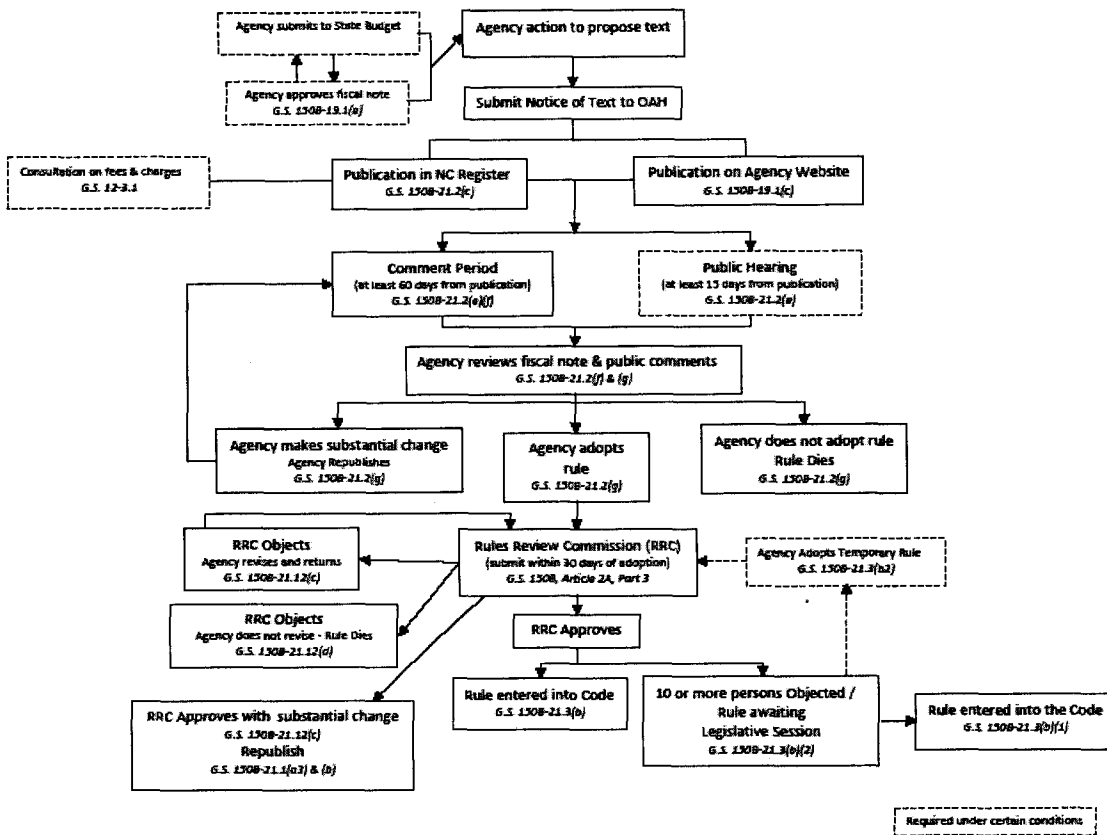 Agency submits to State Budget
Agency action to propose text
Agency approves fiscal note
G.S. 150B-19.1(e)
Submit Notice of Text to OAH
Consultation on fees & charges
G.S. 12-3.1
Publication in NC Register
G.S. 150B-21.2(c)
Publication on Agency Website
G.S. 150B-19.1(c)
Comment Period
(at least 60 days from publication)
G.S. 150B-21.2(e)(f)
Public Hearing
(at least 15 days from publication)
G.S. 150B-21.2(e)
Agency reviews fiscal note & public comments
G.S. 150B-21.2(f) & (g)
Agency makes substantial change
Agency Republishes
G.S. 150B-21.2(g)
Agency adopts
rule
G.S. 150B-21.2(g)
Agency does not adopt rule
Rule Dies
G.S. 150B-21.2(g)
RRC Objects
Agency revises and returns
G.S. 150B-21.12(c)
Rules Review Commission (RRC)
(submit within 30 days of adoption)
G.S. 150B, Article 2A, Part 3
Agency Adopts Temporary Rule
G.S. 150B-21.3(b2)
RRC Objects
Agency does not revise - Rule Dies
G.S. 150B-21.12(d)
RRC Approves
RRC Approves with substantial change
G.S. 150B-21.12(c)
Republish
G.S. 150B-21.1(a3) & (b)
Rule entered into Code
G.S. 150B-21.3(b)
10 or more persons Objected /
Rule awaiting
Legislative Session
G.S. 150B-21.3(b)(2)
Rule entered into the Code
G.S. 150B-21.3(b)(1)
Required under certain conditions